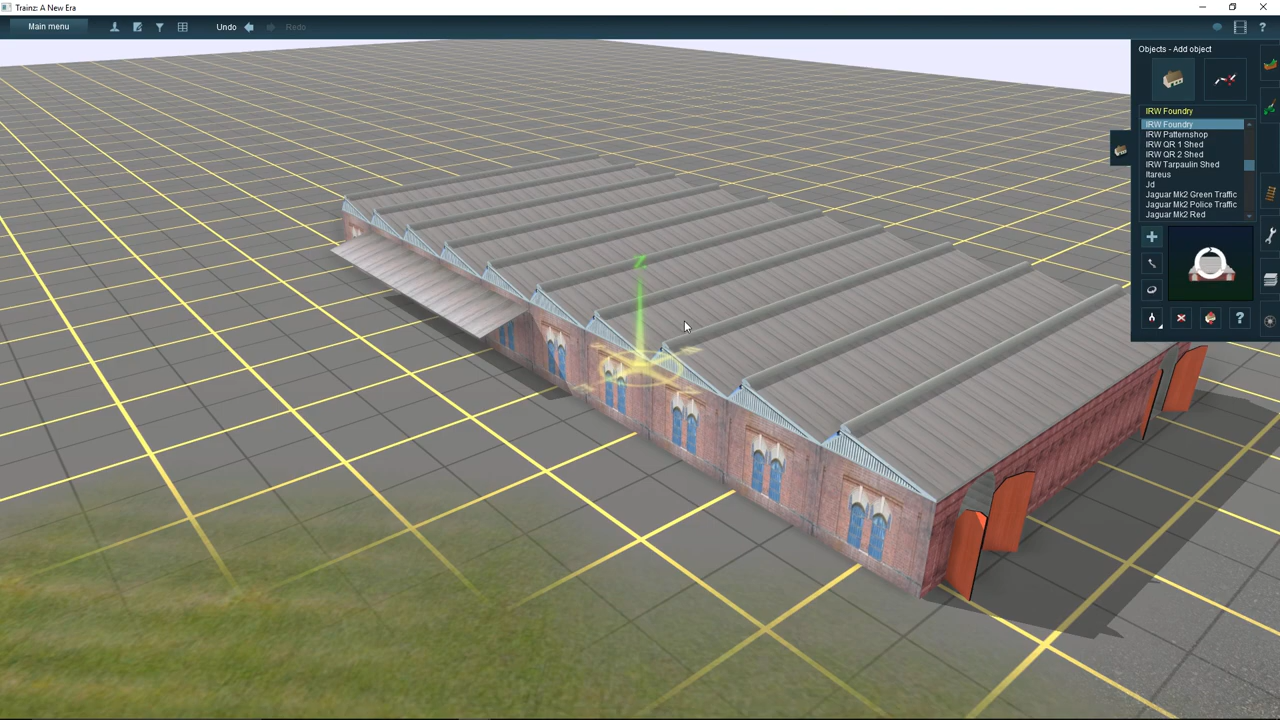 Trainz: A New Era
Main menu
Undo
Redo
?
Objects - Add object
IRW Foundry
IRW Foundry
IRW Patternshop
IRW QR 1 Shed
IRW QR 2 Shed
IRW Tarpaulin Shed
Itareus
Jd
Jaguar Mk2 Green Traffic
Jaguar Mk2 Police Traffic
Jaguar Mk2 Red
?
Z